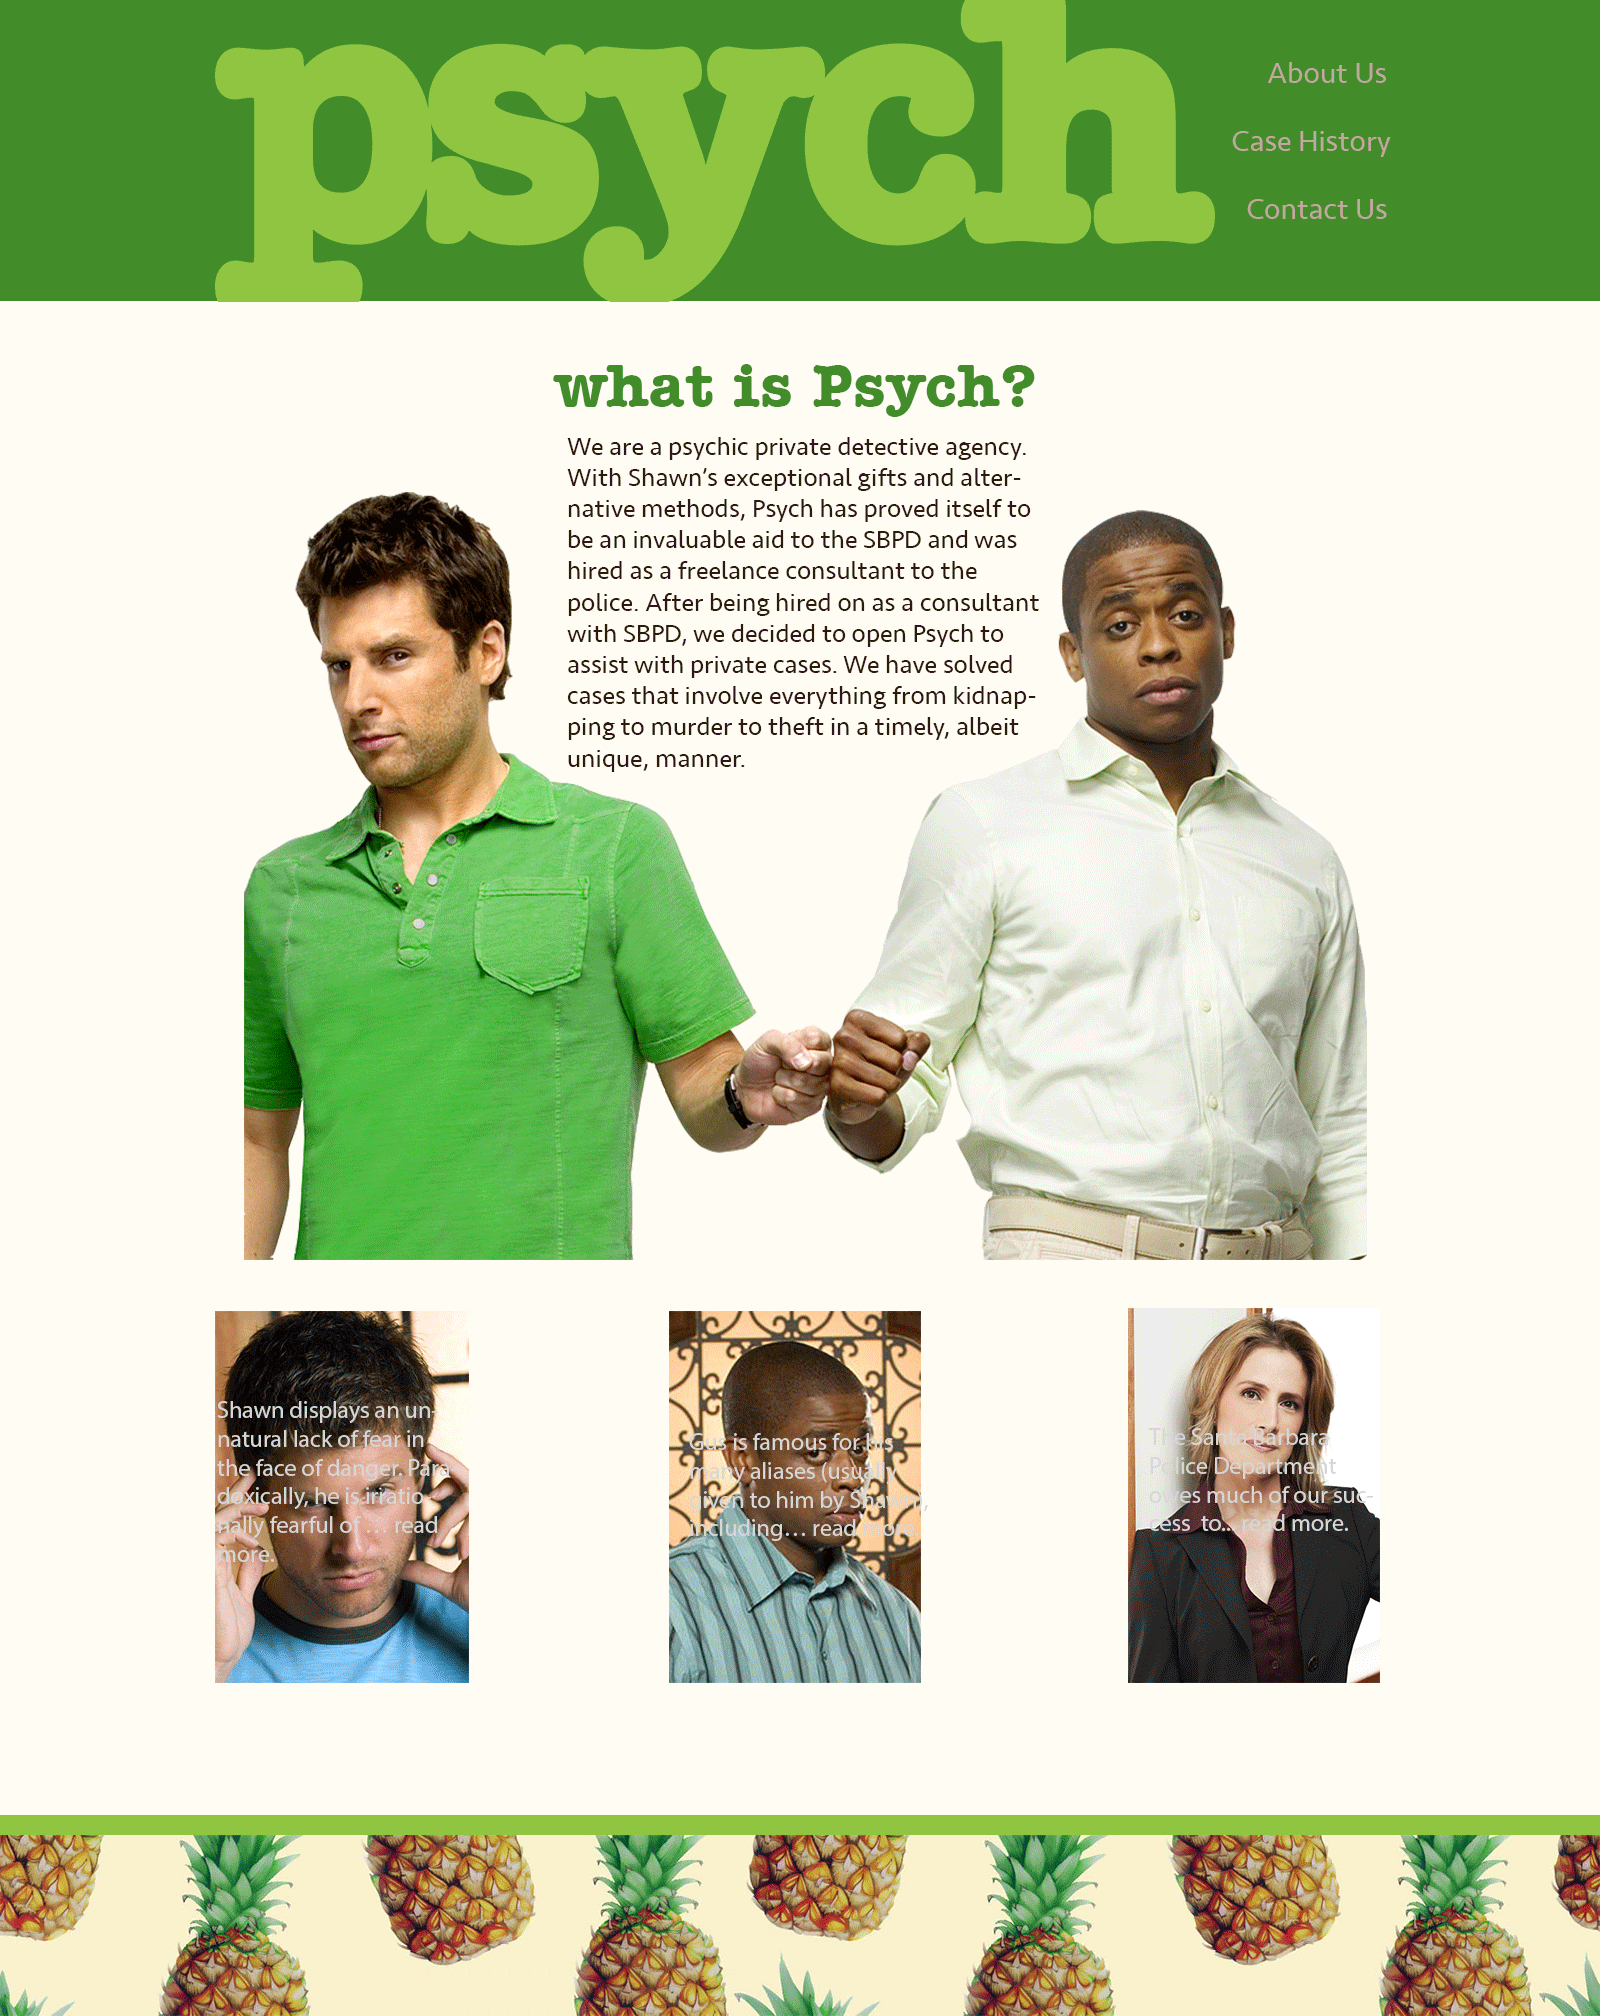 psych
About Us
Case History
Contact Us
what is Psych?
We are a psychic private detective agency.
With Shawn’s exceptional gifts and alter-
native methods, Psych has proved itself to
be an invaluable aid to the SBPD and was
hired as a freelance consultant to the
police. After being hired on as a consultant
with SBPD, we decided to open Psych to
assist with private cases. We have solved
cases that involve everything from kidnap-
ping to murder to theft in a timely, albeit
unique, manner.
Shawn displays an un-
natural lack of fear in
the face of danger. Para-
doxically, he is irratio-
nally fearful of … read
more.
Gus is famous for his
many aliases (usually
given to him by Shawn),
including… read more.
The Santa Barbara
Police Department
owes much of our suc-
cess to... read more.